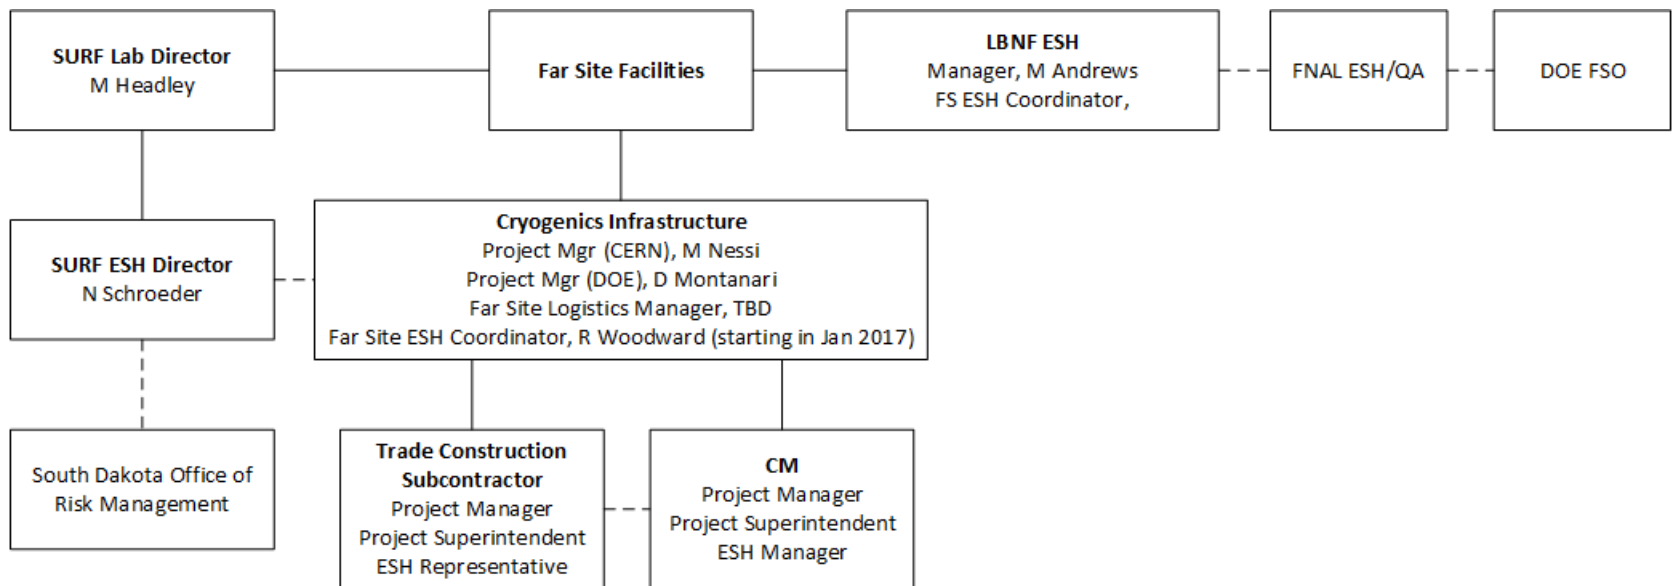 SURF Lab Director
M Headley
Far Site Facilities
LBNF ESH
Manager, M Andrews
FS ESH Coordinator,
FNAL ESH/QA
DOE FSO
SURF ESH Director
N Schroeder
Cryogenics Infrastructure
Project Mgr (CERN), M Nessi
Project Mgr (DOE), D Montanari
Far Site Logistics Manager, TBD
Far Site ESH Coordinator, R Woodward (starting in Jan 2017)
South Dakota Office of
Risk Management
Trade Construction
Subcontractor
Project Manager
Project Superintendent
ESH Representative
CM
Project Manager
Project Superintendent
ESH Manager